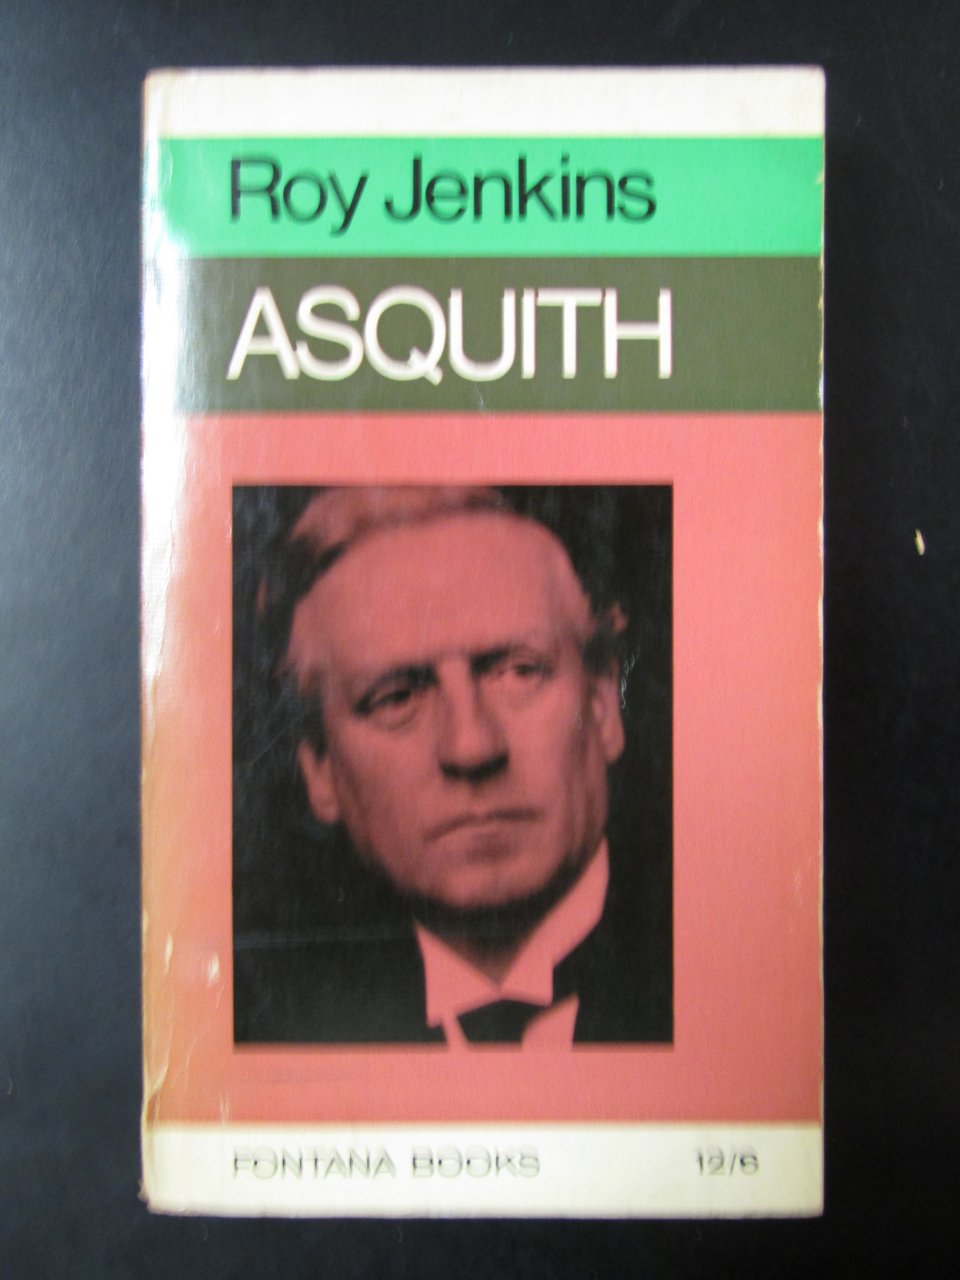 Roy Jenkins
ASQUITH
FONTANA BOOKS 12/6